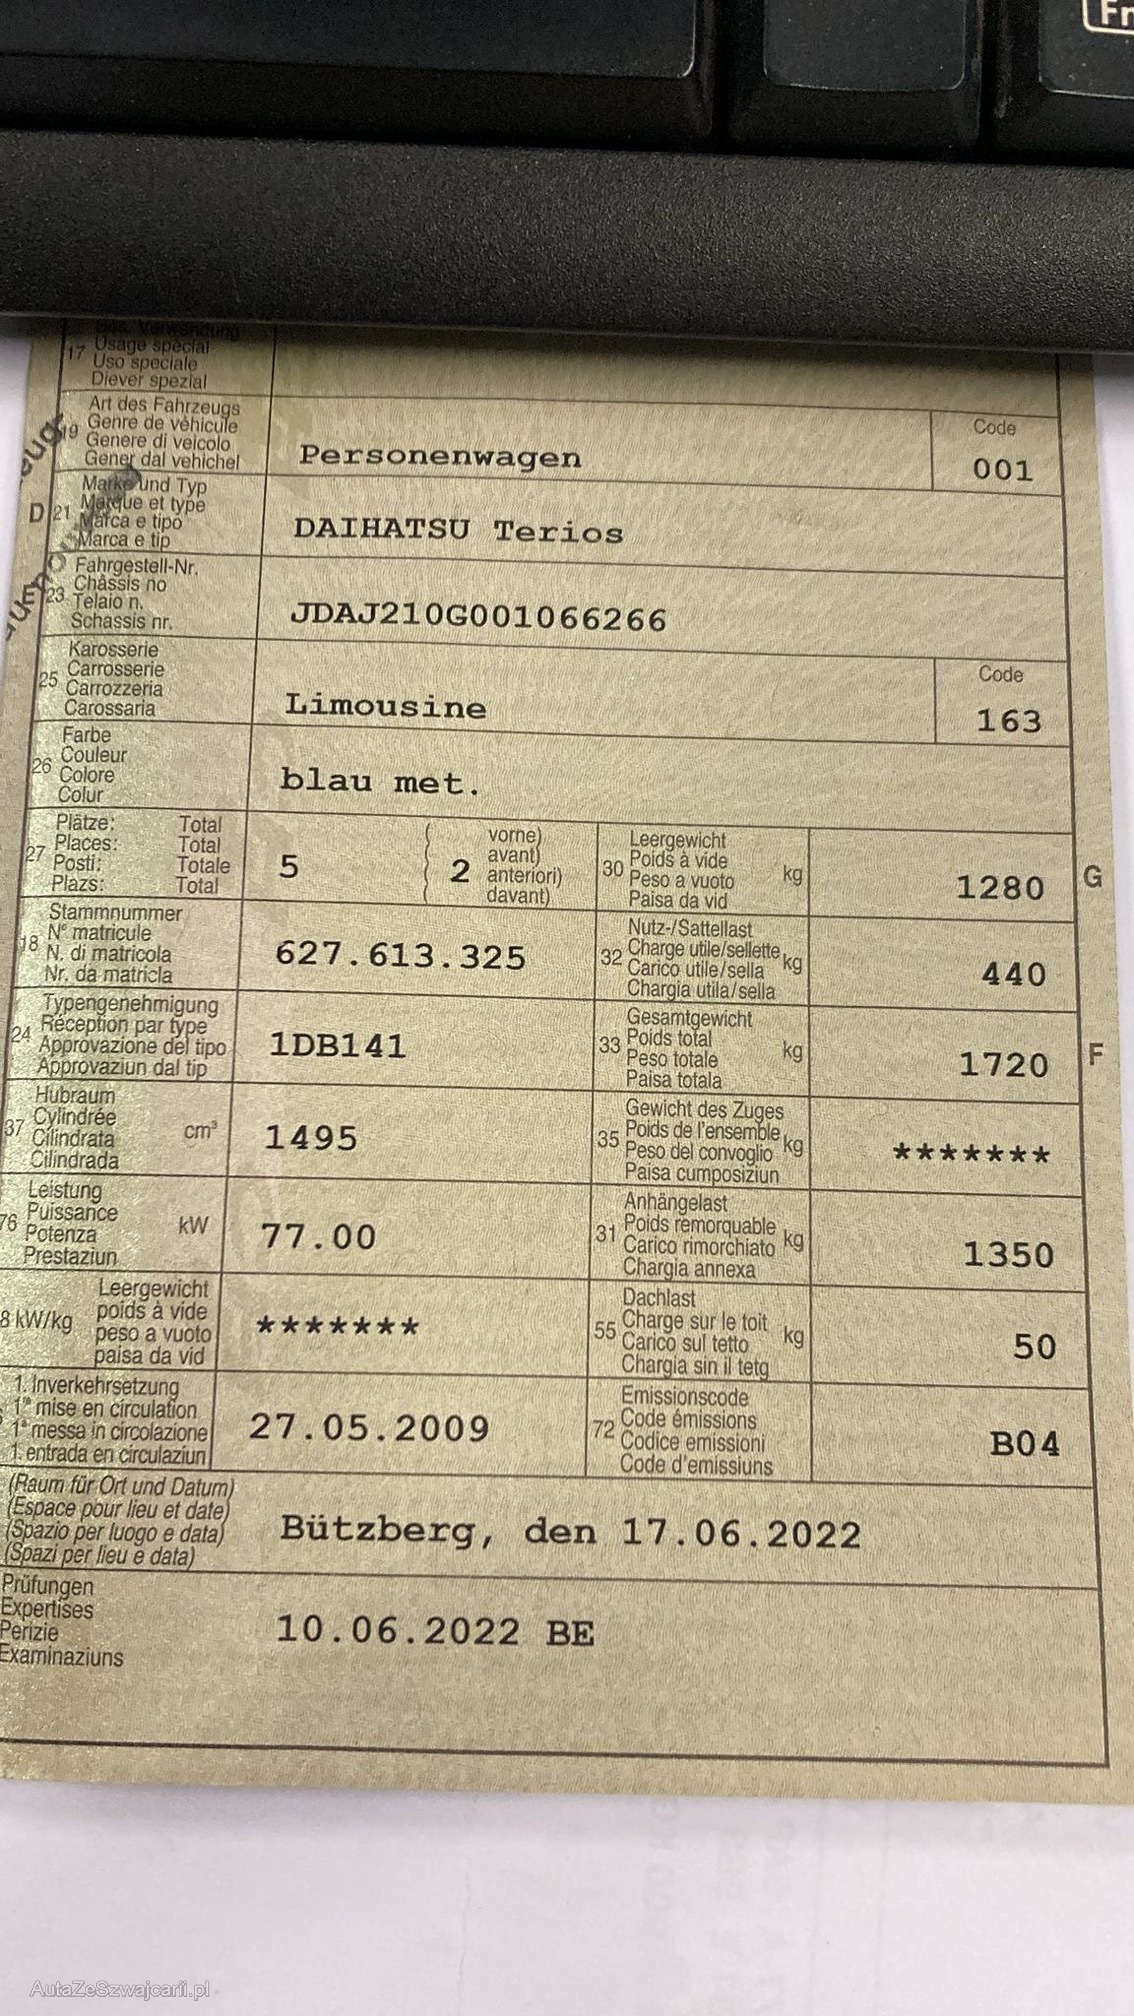 Fn
Bes. Verwendung
17 Usage spécial
Uso speciale
Diever spezial
19 Art des Fahrzeugs
Genre de véhicule
Genere di veicolo
Gener dal vehichel
Personenwagen
Code
001
D 21 Marke und Typ
Marque et type
Marca e tipo
Marca e tip
DAIHATSU Terios
E 23 Fahrgestell-Nr.
Châssis no
Telaio n.
Schassis nr.
JDAJ210G001066266
25 Karosserie
Carrosserie
Carrozzeria
Carossaria
Limousine
Code
163
26 Farbe
Couleur
Colore
Colur
blau met.
27 Plätze: Total
Places: Total
Posti: Totale
Plazs: Total
5
2
vorne)
avant)
anteriori)
davant)
30 Leergewicht
Poids à vide
Peso a vuoto
Paisa da vid
kg
1280
G
18 Stammnummer
N° matricule
N. di matricola
Nr. da matricla
627.613.325
32 Nutz-/Sattellast
Charge utile/sellette
Carico utile/sella
Chargia utila/sella
kg
440
24 Typengenehmigung
Réception par type
Approvazione del tipo
Approvaziun dal tip
1DB141
33 Gesamtgewicht
Poids total
Peso totale
Paisa totala
kg
1720
F
37 Hubraum
Cylindrée
Cilindrata
Cilindrada
cm³
1495
35 Gewicht des Zuges
Poids de l'ensemble
Peso del convoglio
Paisa cumposiziun
kg
*******
76 Leistung
Puissance
Potenza
Prestaziun
kW
77.00
31 Anhängelast
Poids remorquable
Carico rimorchiato
Chargia annexa
kg
1350
8 kW/kg
Leergewicht
poids à vide
peso a vuoto
paisa da vid
*******
55 Dachlast
Charge sur le toit
Carico sul tetto
Chargia sin il tetg
kg
50
1. Inverkehrsetzung
1re mise en circulation
1a messa in circolazione
1. entrada en circulaziun
27.05.2009
72 Emissionscode
Code émissions
Codice emissioni
Code d'emissiuns
B04
(Raum für Ort und Datum)
(Espace pour lieu et date)
(Spazio per luogo e data)
(Spazi per lieu e data)
Bützberg, den 17.06.2022
Prüfungen
Expertises
Perizie
Examinaziuns
10.06.2022 BE
AutaZeSzwajcarii.pl